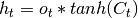 h_t = o_t * tanh(C_t)